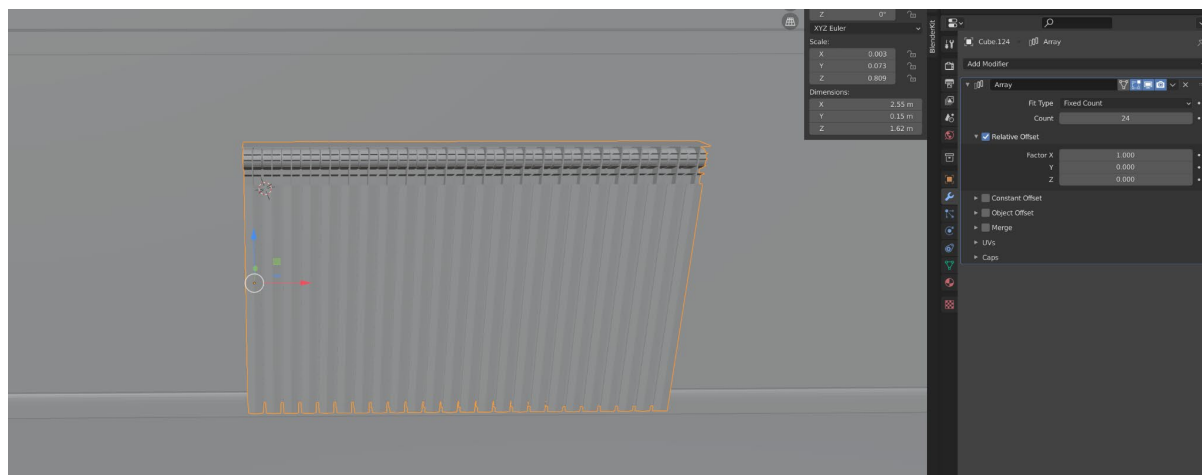 Z 0°
XYZ Euler
Scale:
X 0.003
Y 0.073
Z 0.809
Dimensions:
X 2.55 m
Y 0.15 m
Z 1.62 m
BlenderKit
Cube.124 Array
Add Modifier
Array
Fit Type Fixed Count
Count 24
Relative Offset
Factor X 1.000
Y 0.000
Z 0.000
Constant Offset
Object Offset
Merge
UVs
Caps